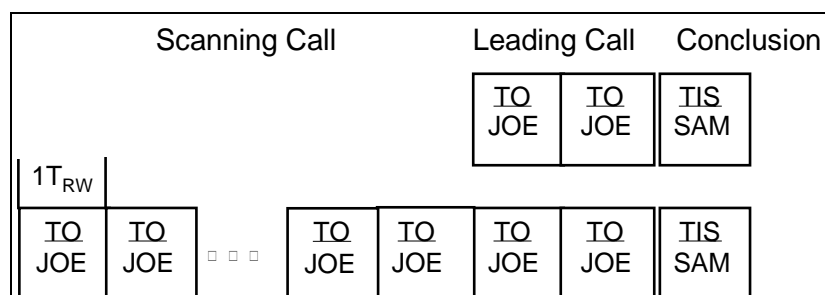 Scanning Call Leading Call Conclusion
TO TO TIS
JOE JOE SAM
1TRW
TO TO TO TO TO TO TIS
JOE JOE □ □ □ JOE JOE JOE JOE SAM